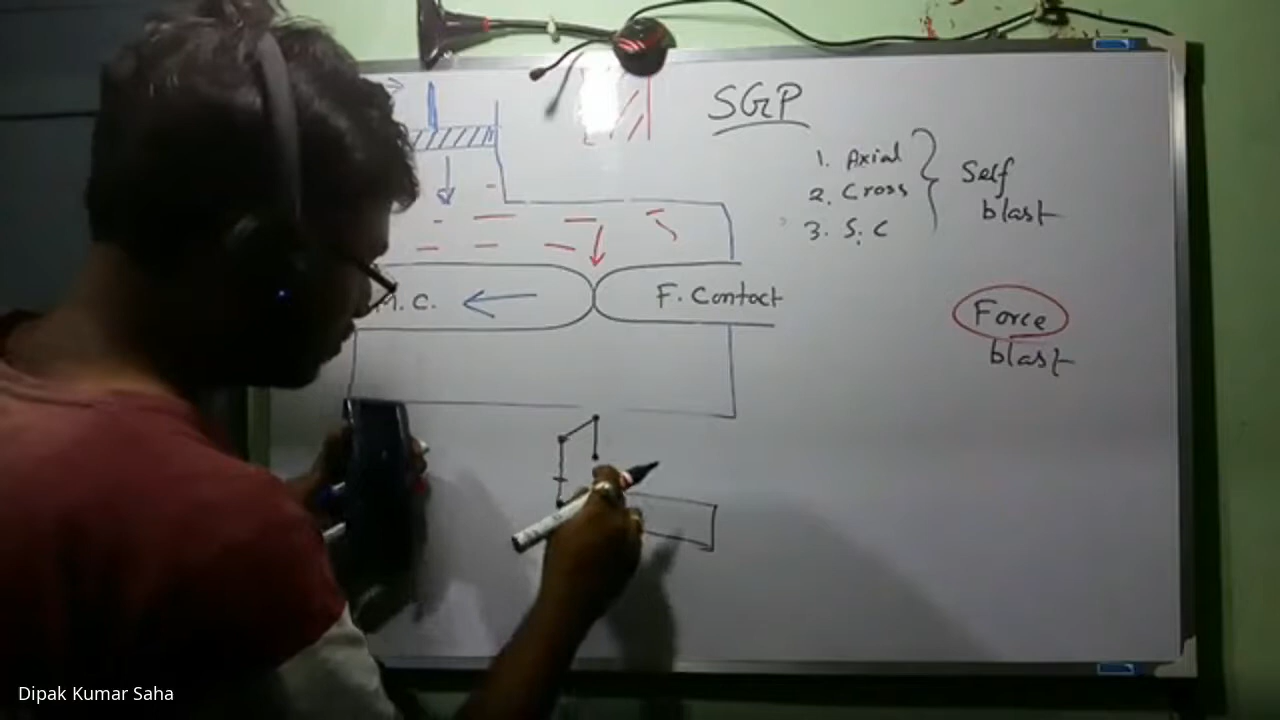 SGP
1. Axial
2. Cross
3. S.C
Self
blast
M.C.
F. Contact
Force
blast
Dipak Kumar Saha